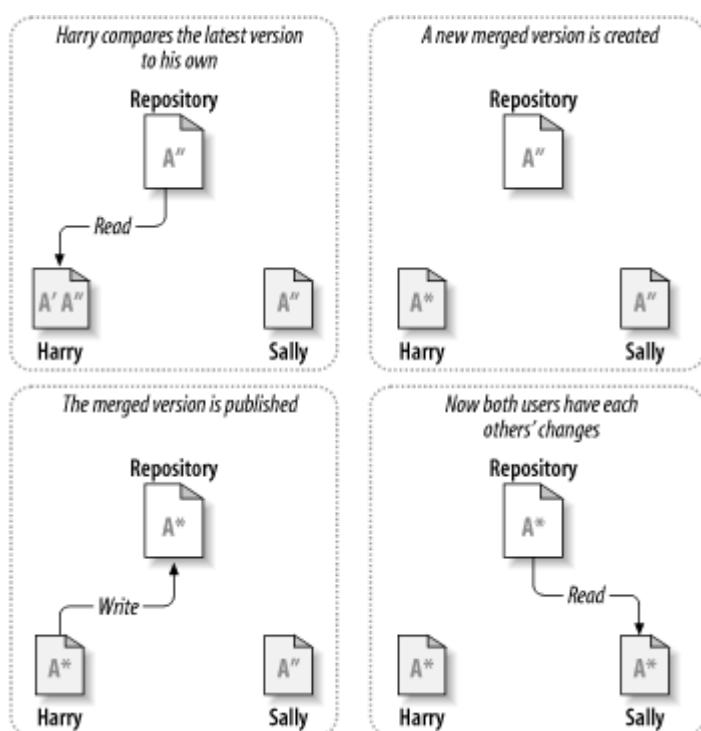 Harry compares the latest version
to his own
Repository
A”
Read
A’ A”
Harry
A”
Sally
A new merged version is created
Repository
A”
A*
Harry
A”
Sally
The merged version is published
Repository
A*
Write
A*
Harry
A”
Sally
Now both users have each
others’ changes
Repository
A*
Read
A*
Harry
A*
Sally